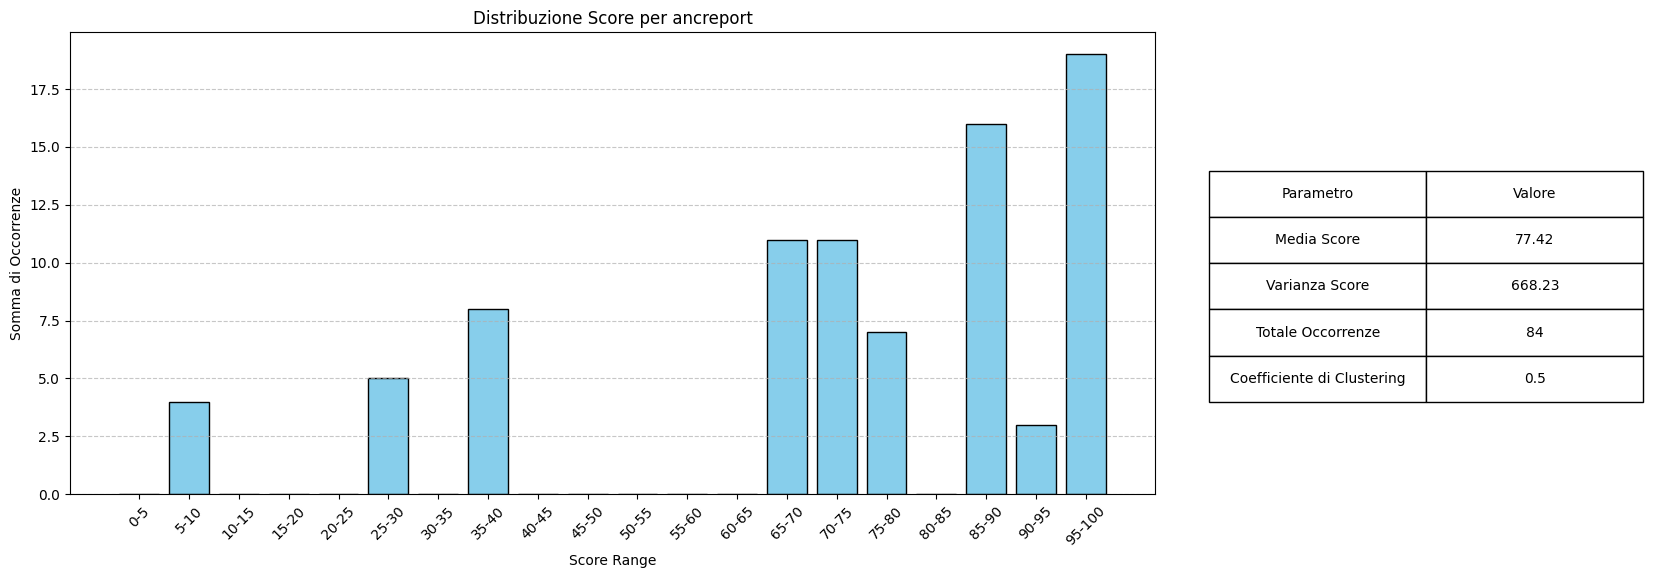 Distribuzione Score per ancreport
Somma di Occorrenze
17.5
15.0
12.5
10.0
7.5
5.0
2.5
0.0
0-5 5-10 10-15 15-20 20-25 25-30 30-35 35-40 40-45 45-50 50-55 55-60 60-65 65-70 70-75 75-80 80-85 85-90 90-95 95-100
Score Range
Parametro Valore
Media Score 77.42
Varianza Score 668.23
Totale Occorrenze 84
Coefficiente di Clustering 0.5